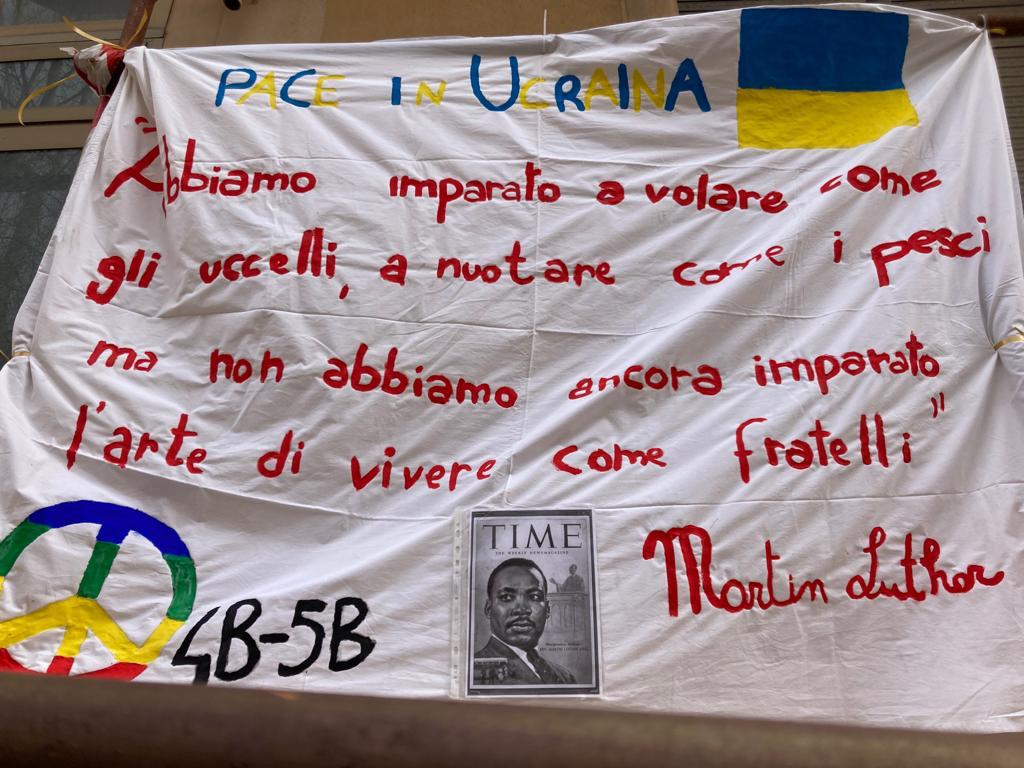 PACE IN UCRAINA
"Abbiamo imparato a volare come
gli uccelli, a nuotare come i pesci
ma non abbiamo ancora imparato
l'arte di vivere come fratelli"
Martin Luther
4B-5B
TIME
THE WEEKLY NEWSMAGAZINE